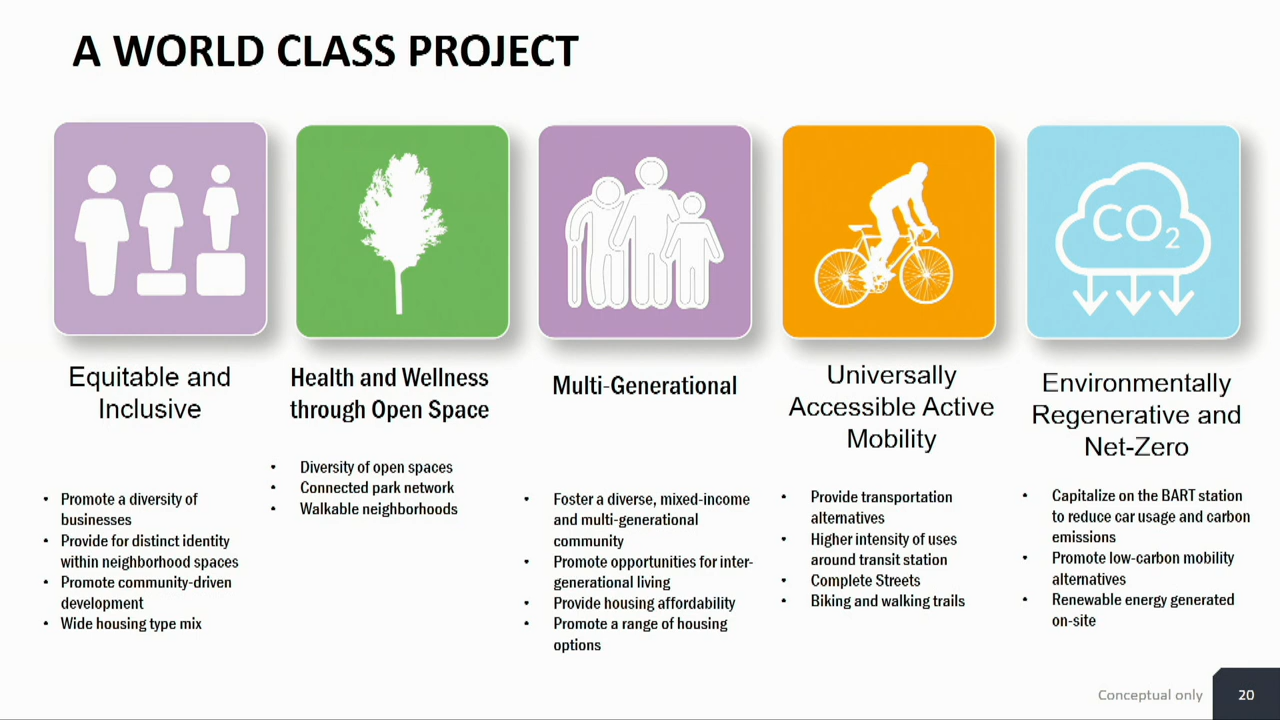 A WORLD CLASS PROJECT
CO2
Equitable and
Inclusive
• Promote a diversity of
businesses
• Provide for distinct identity
within neighborhood spaces
• Promote community-driven
development
• Wide housing type mix
Health and Wellness
through Open Space
• Diversity of open spaces
• Connected park network
• Walkable neighborhoods
Multi-Generational
• Foster a diverse, mixed-income
and multi-generational
community
• Promote opportunities for inter-
generational living
• Provide housing affordability
• Promote a range of housing
options
Universally
Accessible Active
Mobility
• Provide transportation
alternatives
• Higher intensity of uses
around transit station
• Complete Streets
• Biking and walking trails
Environmentally
Regenerative and
Net-Zero
• Capitalize on the BART station
to reduce car usage and carbon
emissions
• Promote low-carbon mobility
alternatives
• Renewable energy generated
on-site
Conceptual only
20